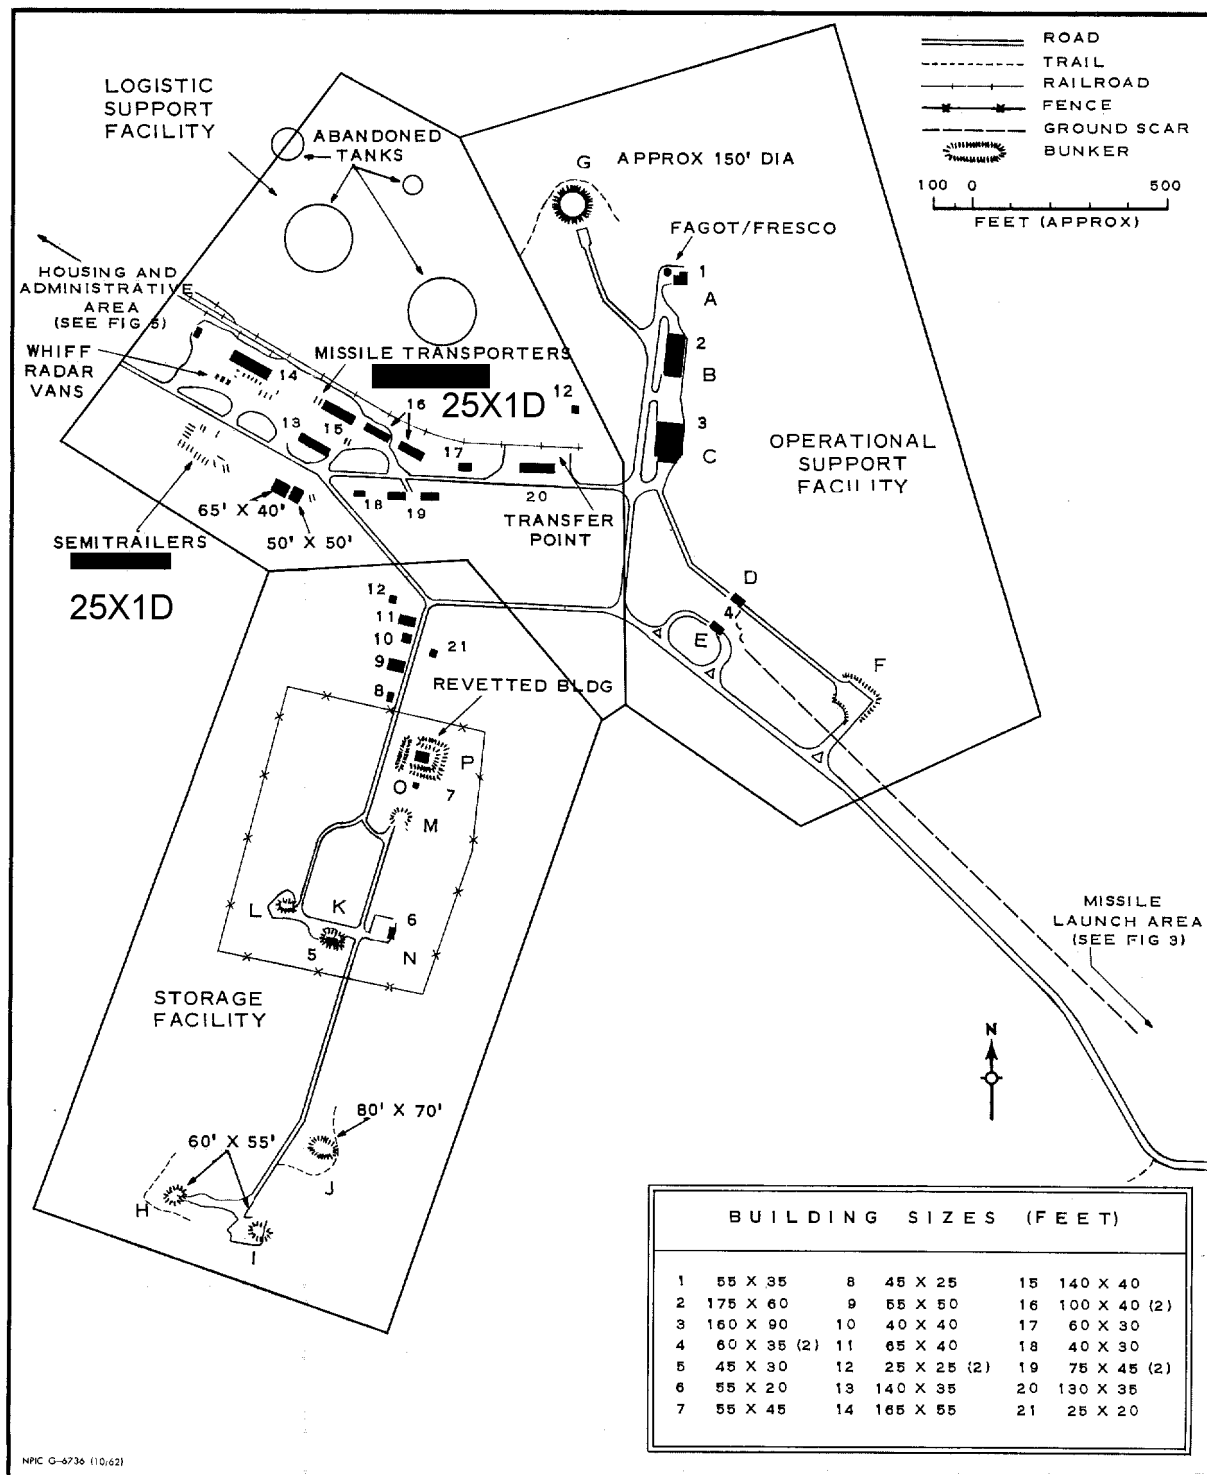 ROAD
TRAIL
RAILROAD
FENCE
GROUND SCAR
BUNKER
100 0 500
FEET (APPROX)
LOGISTIC
SUPPORT
FACILITY
ABANDONED
TANKS
G APPROX 150' DIA
FAGOT/FRESCO
1
A
2
B
3
C
HOUSING AND
ADMINISTRATIVE
AREA
(SEE FIG 5)
WHIFF
RADAR
VANS
MISSILE TRANSPORTERS
25X1D
14
15
16
12
13
17
18
19
20
OPERATIONAL
SUPPORT
FACILITY
TRANSFER
POINT
65' X 40'
50' X 50'
SEMITRAILERS
25X1D
D
4
E
F
12
11
10
9
8
21
REVETTED BLDG
P
O
7
M
L
K
6
5
N
MISSILE
LAUNCH AREA
(SEE FIG 3)
STORAGE
FACILITY
N
80' X 70'
60' X 55'
J
H
I
BUILDING SIZES (FEET)
1 55 X 35 8 45 X 25 15 140 X 40
2 175 X 60 9 55 X 50 16 100 X 40 (2)
3 160 X 90 10 40 X 40 17 60 X 30
4 60 X 35 (2) 11 65 X 40 18 40 X 30
5 45 X 30 12 25 X 25 (2) 19 75 X 45 (2)
6 55 X 20 13 140 X 35 20 130 X 35
7 55 X 45 14 165 X 55 21 25 X 20
NPIC G-6736 (10/62)